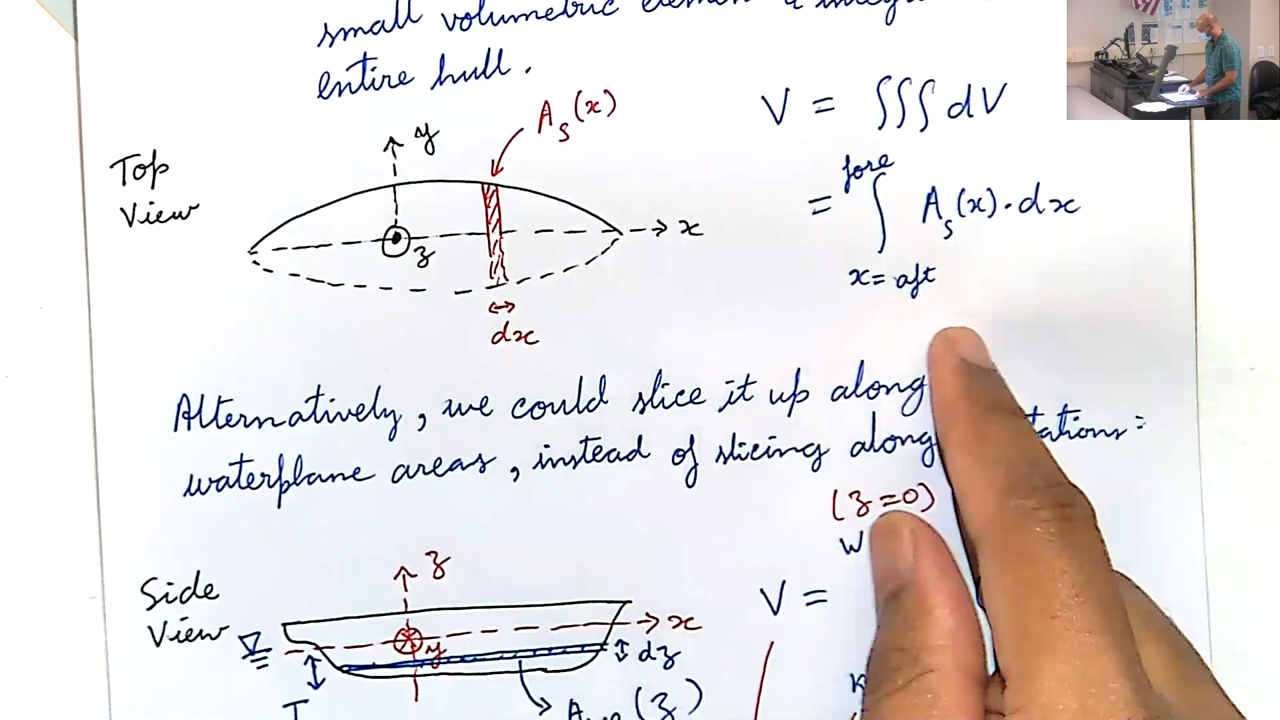 small volumetric element & integr
entire hull.
Top
View
y
A_s(x)
x
z
dx
V = ∫∫∫ dV
fore
= ∫ A_s(x) · dx
x = aft
Alternatively, we could slice it up along
waterplane areas, instead of slicing along tations:
Side
View
z
x
y
dz
T
(z=0)
W
V =
K
(z)